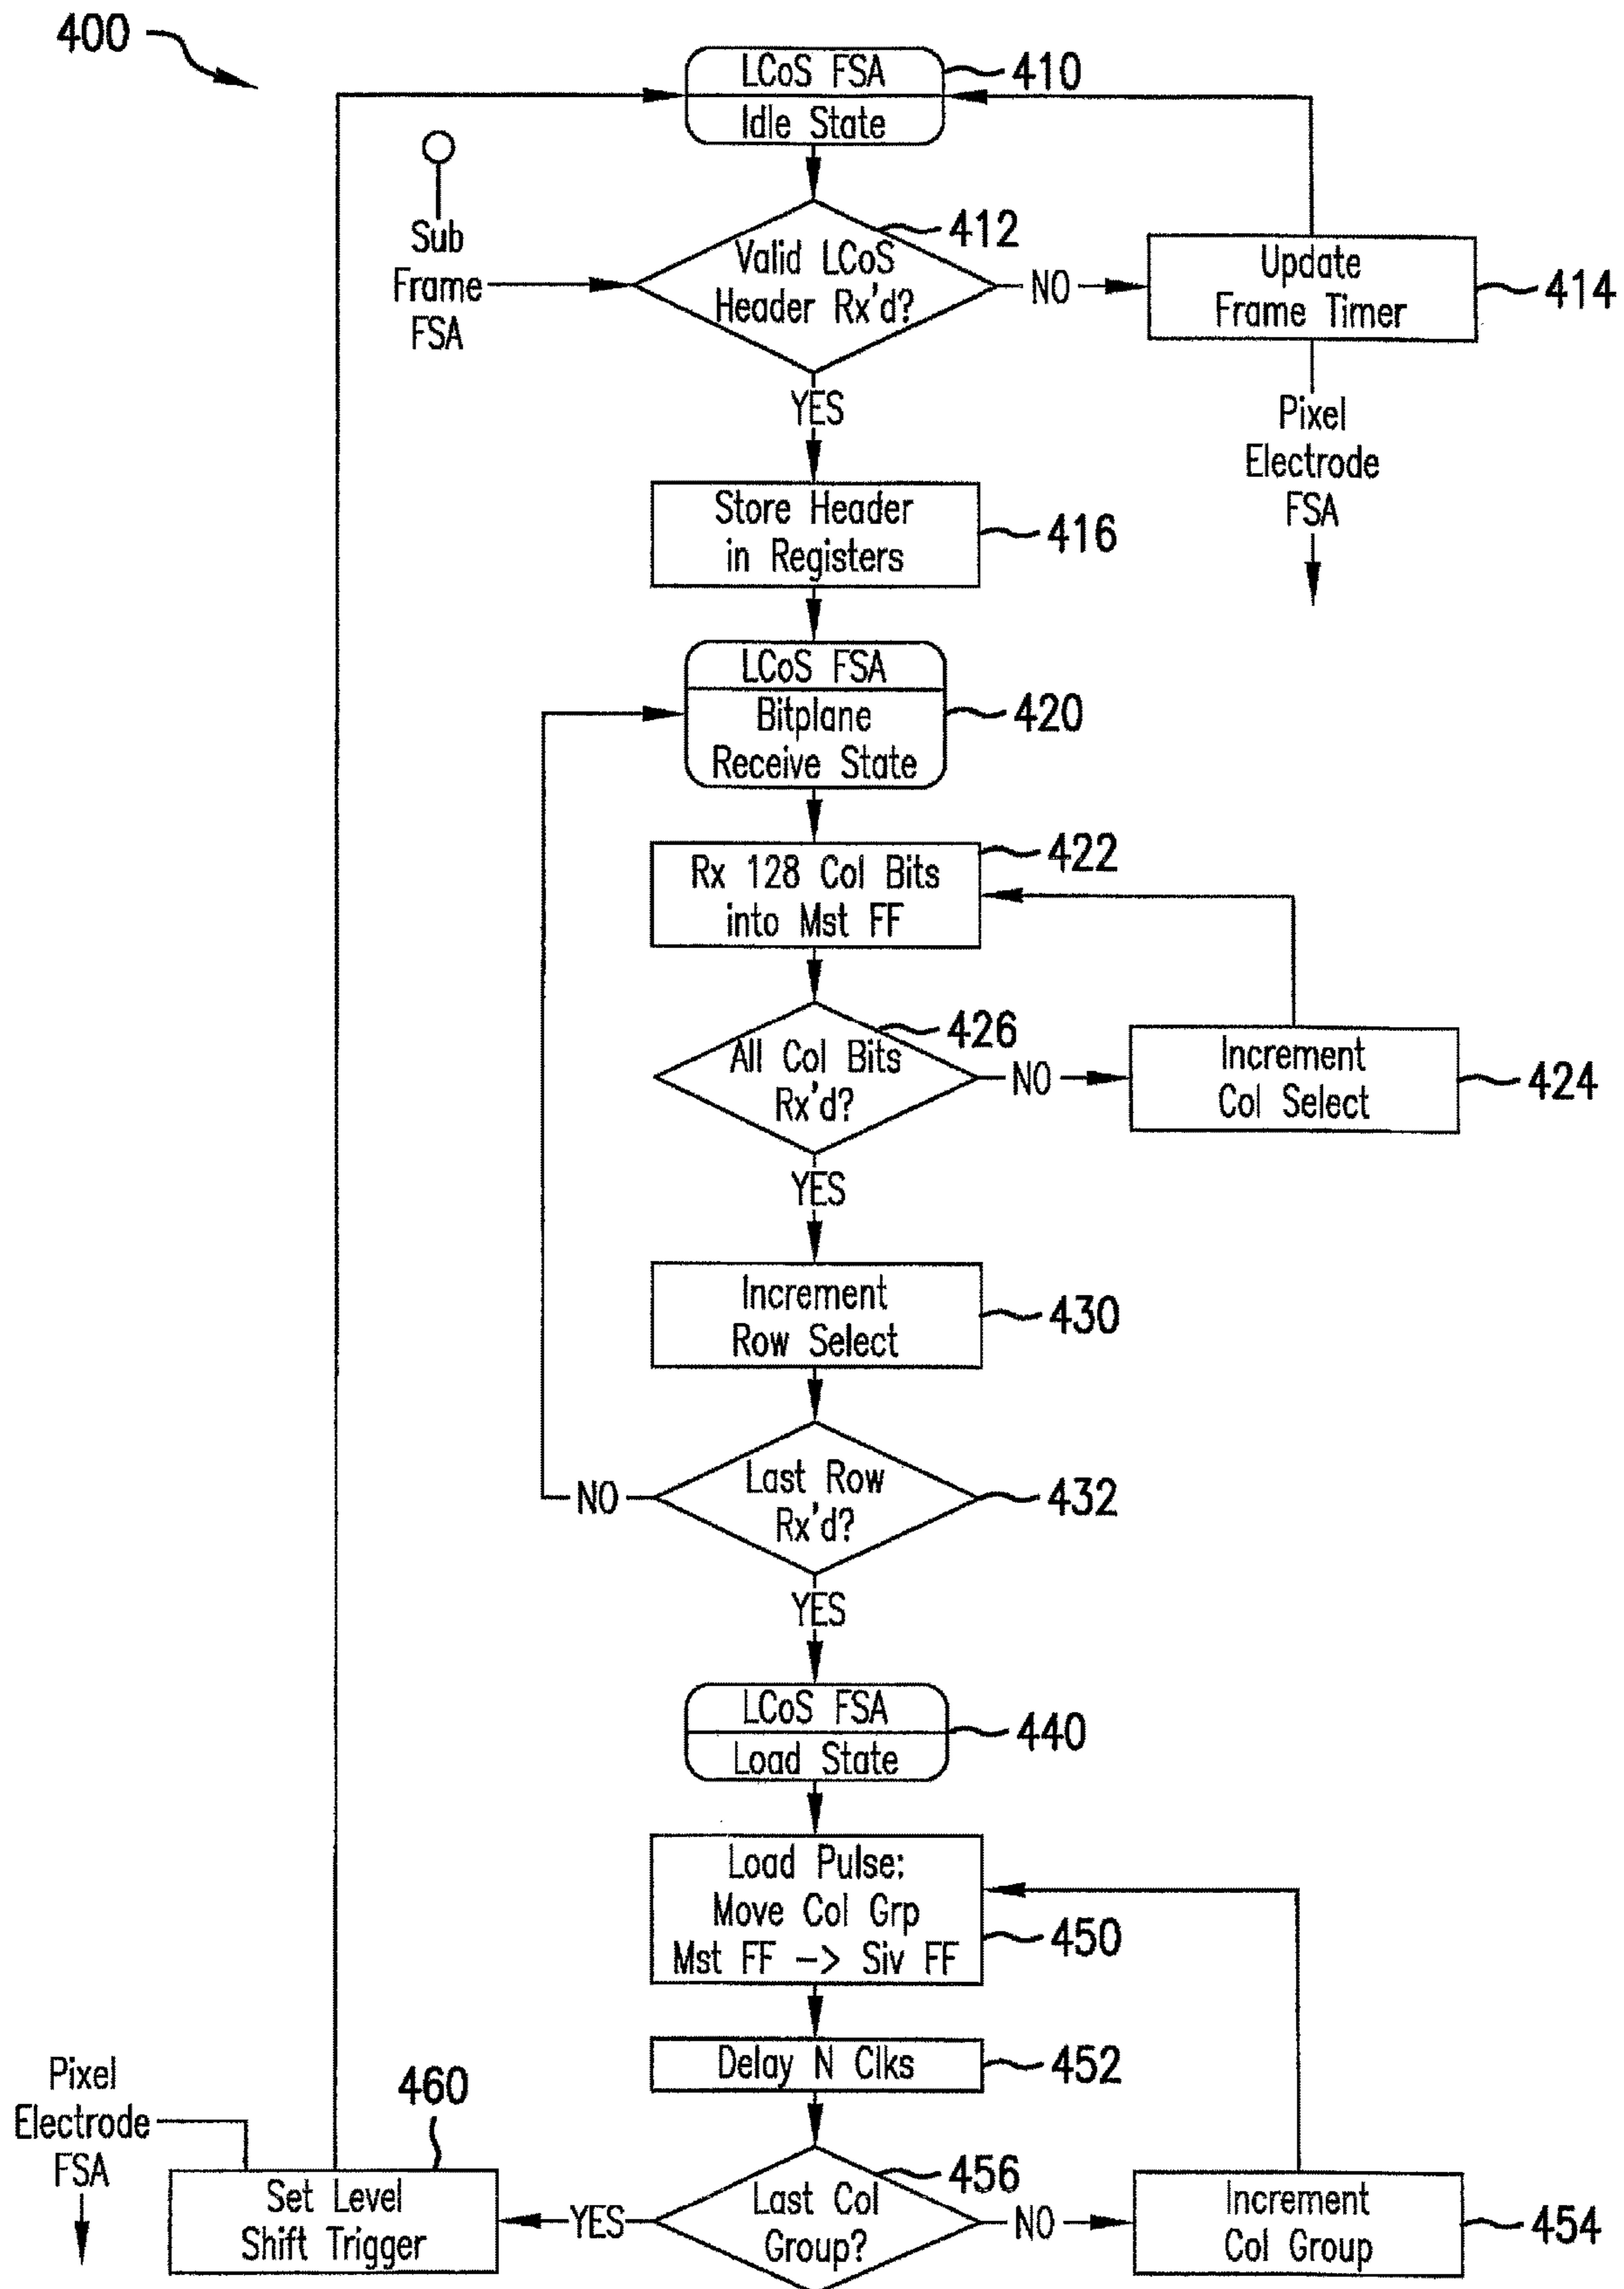 400
LCoS FSA
Idle State
410
Sub
Frame
FSA
Valid LCoS
Header Rx'd?
412
NO
Update
Frame Timer
414
YES
Pixel
Electrode
FSA
Store Header
in Registers
416
LCoS FSA
Bitplane
Receive State
420
Rx 128 Col Bits
into Mst FF
422
All Col Bits
Rx'd?
426
NO
Increment
Col Select
424
YES
Increment
Row Select
430
Last Row
Rx'd?
432
NO
YES
LCoS FSA
Load State
440
Load Pulse:
Move Col Grp
Mst FF -> Siv FF
450
Delay N Clks
452
Pixel
Electrode
FSA
460
Set Level
Shift Trigger
YES
Last Col
Group?
456
NO
Increment
Col Group
454